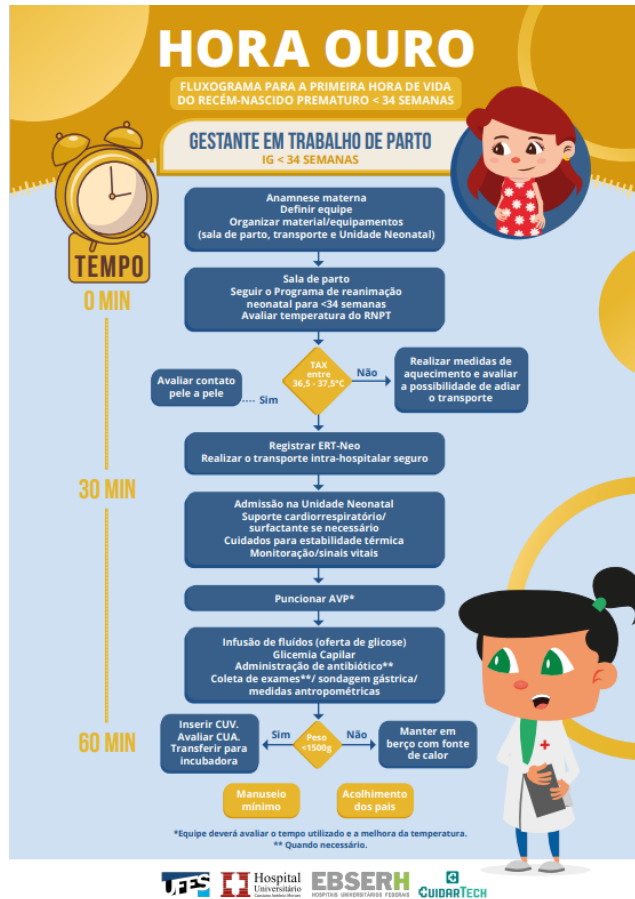 HORA OURO
FLUXOGRAMA PARA A PRIMEIRA HORA DE VIDA
DO RECÉM-NASCIDO PREMATURO < 34 SEMANAS
GESTANTE EM TRABALHO DE PARTO
IG < 34 SEMANAS
TEMPO
0 MIN
Anamnese materna
Definir equipe
Organizar material/equipamentos
(sala de parto, transporte e Unidade Neonatal)
Sala de parto
Seguir o Programa de reanimação
neonatal para <34 semanas
Avaliar temperatura do RNPT
TAX
entre
36,5 - 37,5°C
Não
Realizar medidas de
aquecimento e avaliar
a possibilidade de adiar
o transporte
Avaliar contato
pele a pele
.... Sim
Registrar ERT-Neo
Realizar o transporte intra-hospitalar seguro
30 MIN
Admissão na Unidade Neonatal
Suporte cardiorrespiratório/
surfactante se necessário
Cuidados para estabilidade térmica
Monitoração/sinais vitais
Puncionar AVP*
Infusão de fluídos (oferta de glicose)
Glicemia Capilar
Administração de antibiótico**
Coleta de exames**/ sondagem gástrica/
medidas antropométricas
60 MIN
Inserir CUV.
Avaliar CUA.
Transferir para
incubadora
Sim
Peso
<1500g
Não
Manter em
berço com fonte
de calor
Manuseio
mínimo
Acolhimento
dos pais
*Equipe deverá avaliar o tempo utilizado e a melhora da temperatura.
** Quando necessário.
UFES
Hospital
Universitário
Cassiano Antonio Moraes
EBSERH
HOSPITAIS UNIVERSITÁRIOS FEDERAIS
CUIDARTECH